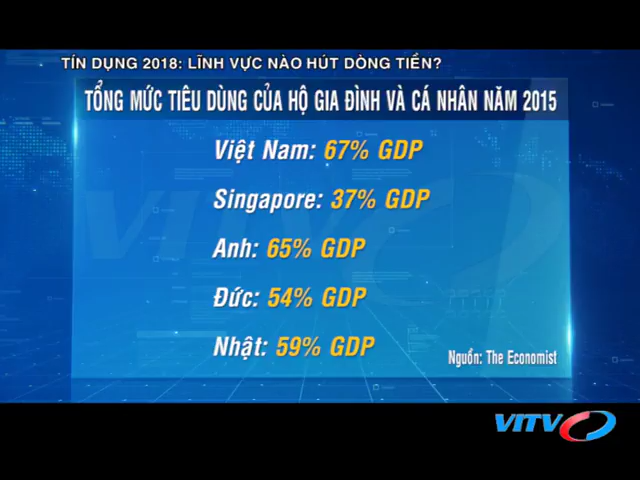 TÍN DỤNG 2018: LĨNH VỰC NÀO HÚT DÒNG TIỀN?
TỔNG MỨC TIÊU DÙNG CỦA HỘ GIA ĐÌNH VÀ CÁ NHÂN NĂM 2015
Việt Nam: 67% GDP
Singapore: 37% GDP
Anh: 65% GDP
Đức: 54% GDP
Nhật: 59% GDP
Nguồn: The Economist
VITV